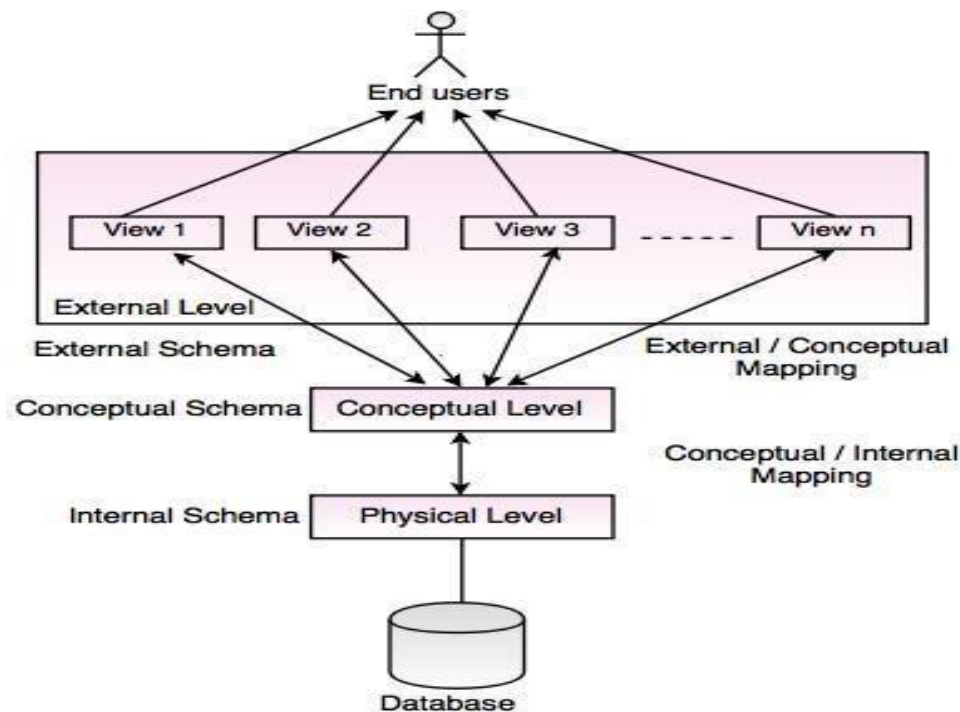 End users
View 1
View 2
View 3
View n
External Level
External Schema
External / Conceptual
Mapping
Conceptual Schema
Conceptual Level
Conceptual / Internal
Mapping
Internal Schema
Physical Level
Database